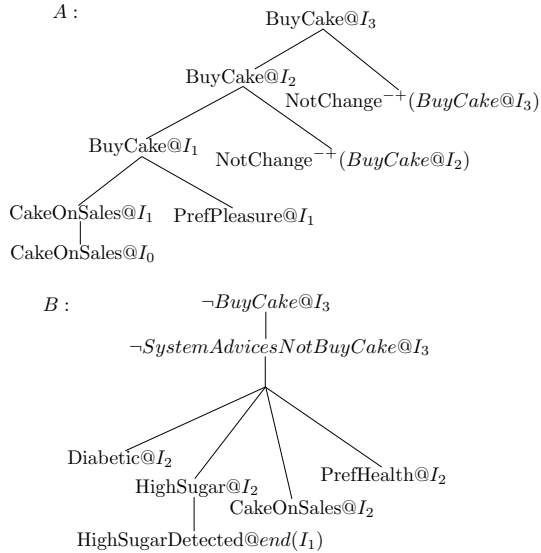 A :
BuyCake@I₃
BuyCake@I₂
NotChange⁻⁺(BuyCake@I₃)
BuyCake@I₁
NotChange⁻⁺(BuyCake@I₂)
CakeOnSales@I₁
PrefPleasure@I₁
CakeOnSales@I₀
B :
¬BuyCake@I₃
¬SystemAdvicesNotBuyCake@I₃
Diabetic@I₂
PrefHealth@I₂
HighSugar@I₂
CakeOnSales@I₂
HighSugarDetected@end(I₁)